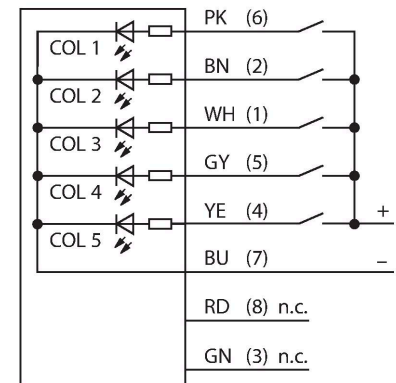 PK (6)
COL 1
BN (2)
COL 2
WH (1)
COL 3
GY (5)
COL 4
YE (4)
+
COL 5
BU (7)
–
RD (8) n.c.
GN (3) n.c.